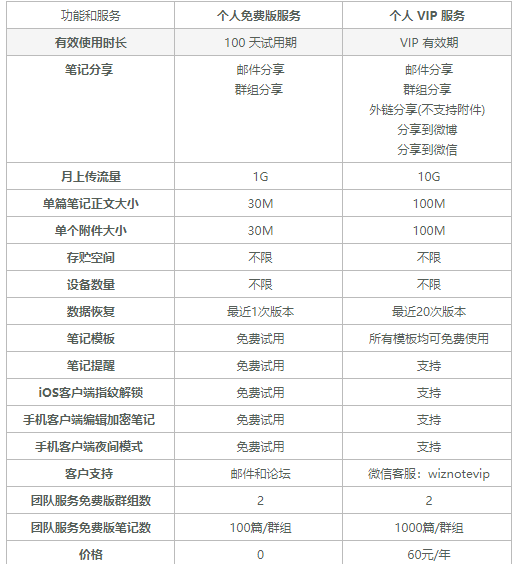 功能和服务 个人免费版服务 个人 VIP 服务
有效使用时长 100 天试用期 VIP 有效期
笔记分享 邮件分享 邮件分享
群组分享 群组分享
外链分享(不支持附件)
分享到微博
分享到微信
月上传流量 1G 10G
单篇笔记正文大小 30M 100M
单个附件大小 30M 100M
存贮空间 不限 不限
设备数量 不限 不限
数据恢复 最近1次版本 最近20次版本
笔记模板 免费试用 所有模板均可免费使用
笔记提醒 免费试用 支持
iOS客户端指纹解锁 免费试用 支持
手机客户端编辑加密笔记 免费试用 支持
手机客户端夜间模式 免费试用 支持
客户支持 邮件和论坛 微信客服：wiznotevip
团队服务免费版群组数 2 2
团队服务免费版笔记数 100篇/群组 1000篇/群组
价格 0 60元/年